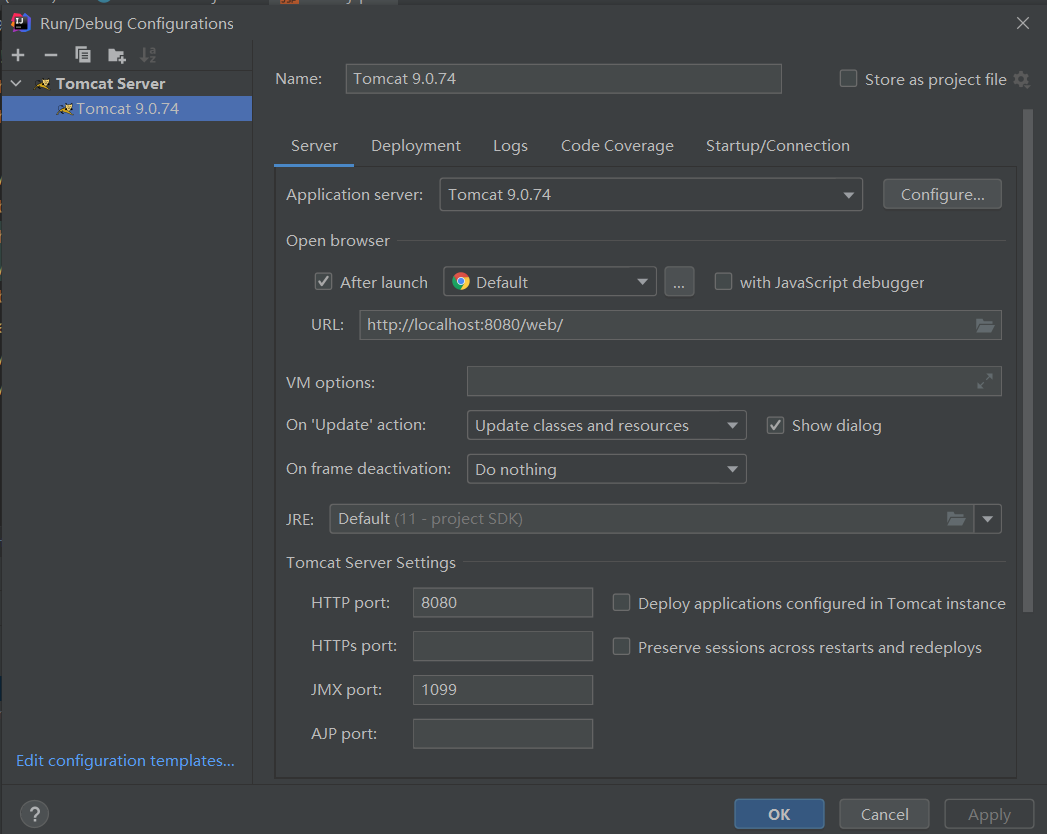 Run/Debug Configurations
Tomcat Server
Tomcat 9.0.74
Edit configuration templates...
Name: Tomcat 9.0.74 Store as project file
Server Deployment Logs Code Coverage Startup/Connection
Application server: Tomcat 9.0.74 Configure...
Open browser
After launch Default ... with JavaScript debugger
URL: http://localhost:8080/web/
VM options:
On 'Update' action: Update classes and resources Show dialog
On frame deactivation: Do nothing
JRE: Default (11 - project SDK)
Tomcat Server Settings
HTTP port: 8080 Deploy applications configured in Tomcat instance
HTTPs port: Preserve sessions across restarts and redeploys
JMX port: 1099
AJP port:
? OK Cancel Apply